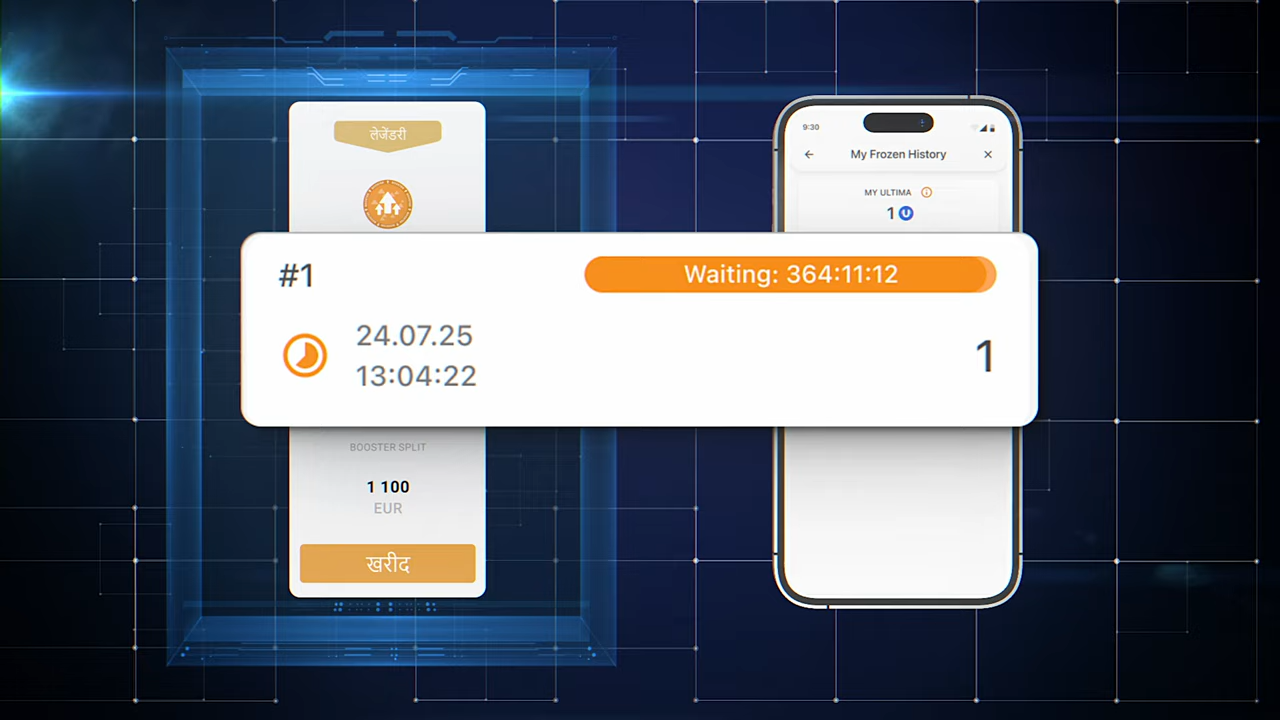 लेजेंडरी
9:30
My Frozen History
MY ULTIMA
1
#1
Waiting: 364:11:12
24.07.25
13:04:22
1
BOOSTER SPLIT
1 100
EUR
खरीद